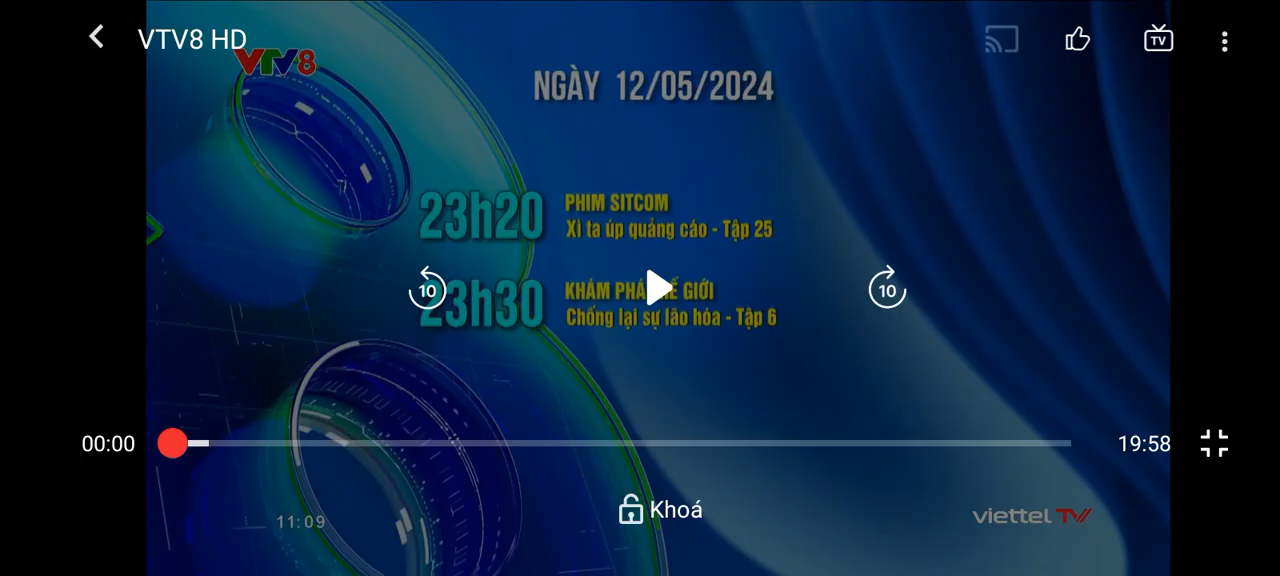 VTV8 HD
VTV8
NGÀY 12/05/2024
23h20
PHIM SITCOM
Xì ta úp quảng cáo - Tập 25
23h30
KHÁM PHÁ THẾ GIỚI
Chống lại sự lão hóa - Tập 6
10
10
00:00
19:58
11:09
Khoá
viettel TV
TV